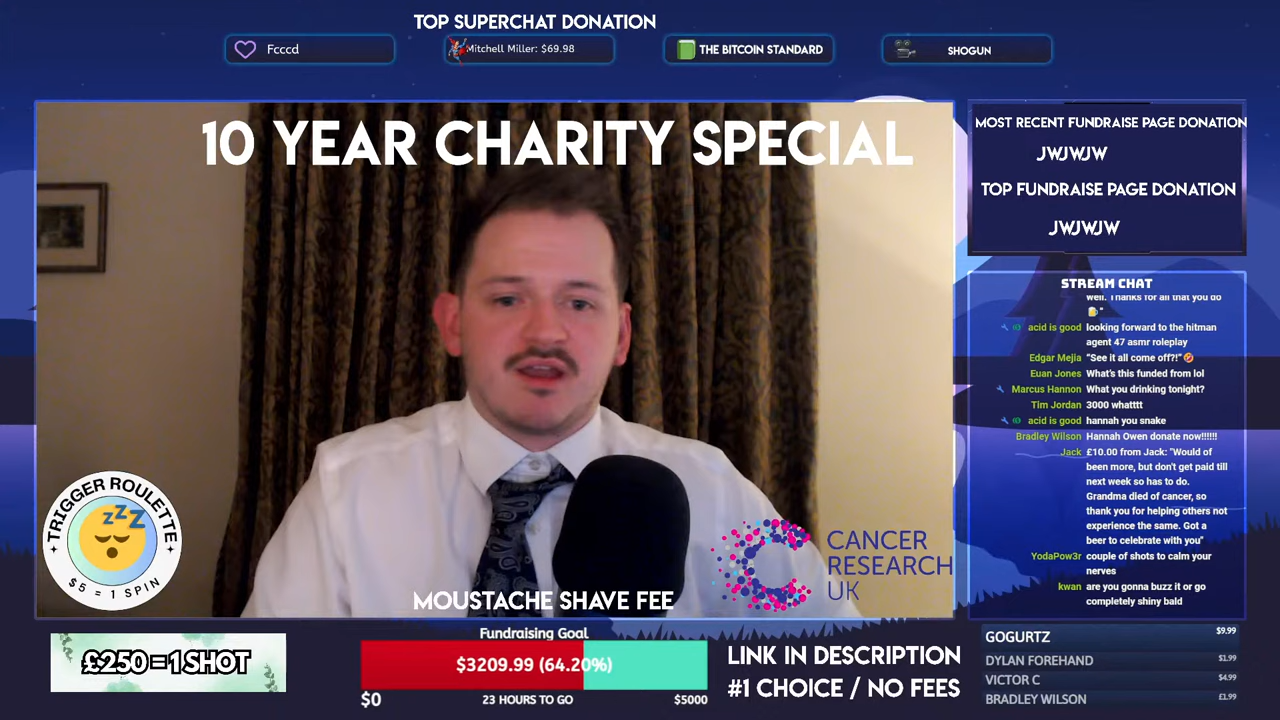 TOP SUPERCHAT DONATION
Fcccd
Mitchell Miller: $69.98
THE BITCOIN STANDARD
SHOGUN
10 YEAR CHARITY SPECIAL
MOST RECENT FUNDRAISE PAGE DONATION
JWJWJW
TOP FUNDRAISE PAGE DONATION
JWJWJW
STREAM CHAT
well. Thanks for all that you do
🍺"
acid is good looking forward to the hitman
agent 47 asmr roleplay
Edgar Mejia "See it all come off?!" 🤣
Euan Jones What's this funded from lol
Marcus Hannon What you drinking tonight?
Tim Jordan 3000 whatttt
acid is good hannah you snake
Bradley Wilson Hannah Owen donate now!!!!!!
Jack £10.00 from Jack: "Would of
been more, but don't get paid till
next week so has to do.
Grandma died of cancer, so
thank you for helping others not
experience the same. Got a
beer to celebrate with you"
YodaPow3r couple of shots to calm your
nerves
kwan are you gonna buzz it or go
completely shiny bald
TRIGGER ROULETTE
ZZZ
$5 = 1 SPIN
CANCER
RESEARCH
UK
MOUSTACHE SHAVE FEE
£250 = 1 SHOT
Fundraising Goal
$3209.99 (64.20%)
$0
23 HOURS TO GO
$5000
LINK IN DESCRIPTION
#1 CHOICE / NO FEES
GOGURTZ $9.99
DYLAN FOREHAND $1.99
VICTOR C $4.99
BRADLEY WILSON £1.99